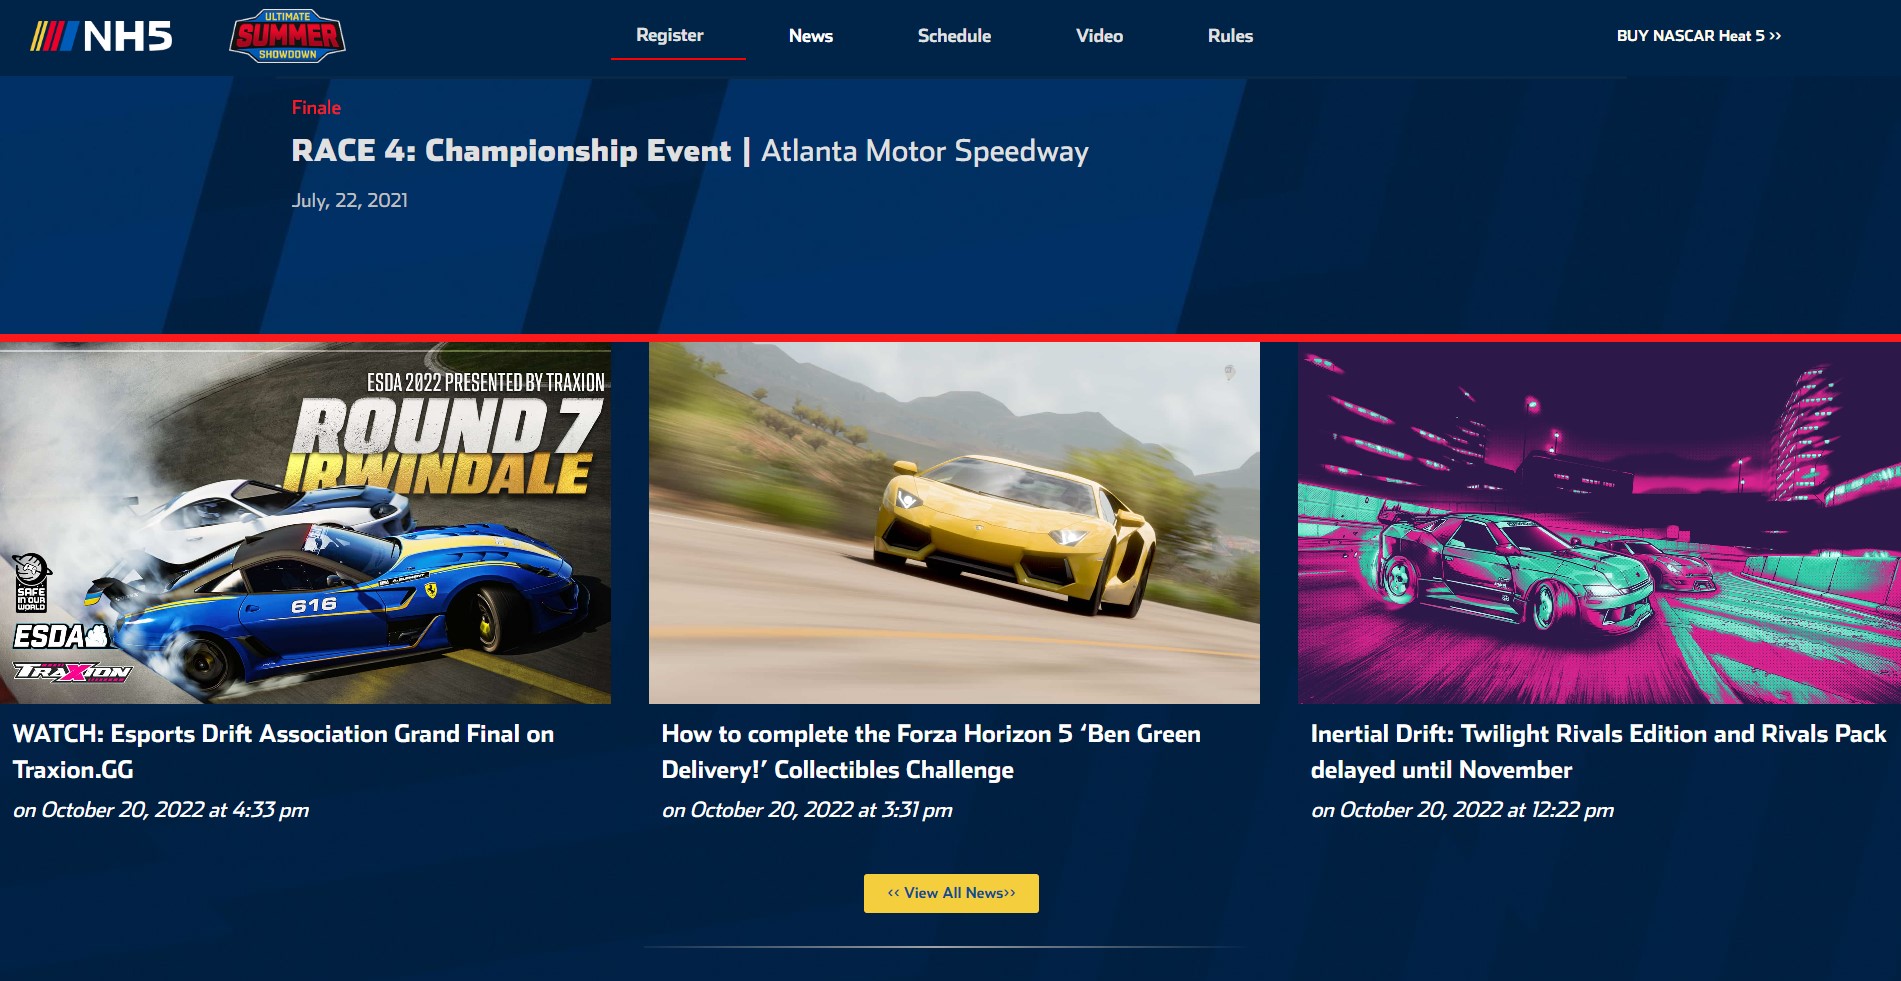 NH5
ULTIMATE
SUMMER
SHOWDOWN
Register
News
Schedule
Video
Rules
BUY NASCAR Heat 5 ››
Finale
RACE 4: Championship Event | Atlanta Motor Speedway
July, 22, 2021
ESDA 2022 PRESENTED BY TRAXION
ROUND 7
IRWINDALE
616
SAFE
IN OUR
WORLD
ESDA
TRAXION
WATCH: Esports Drift Association Grand Final on
Traxion.GG
on October 20, 2022 at 4:33 pm
How to complete the Forza Horizon 5 ‘Ben Green
Delivery!’ Collectibles Challenge
on October 20, 2022 at 3:31 pm
Inertial Drift: Twilight Rivals Edition and Rivals Pack
delayed until November
on October 20, 2022 at 12:22 pm
‹‹ View All News››